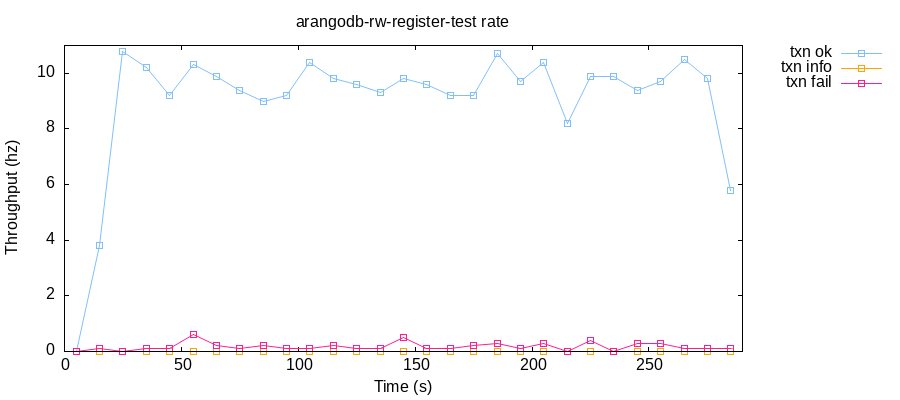 arangodb-rw-register-test rate
txn ok
txn info
txn fail
Throughput (hz)
10
8
6
4
2
0
0 50 100 150 200 250
Time (s)